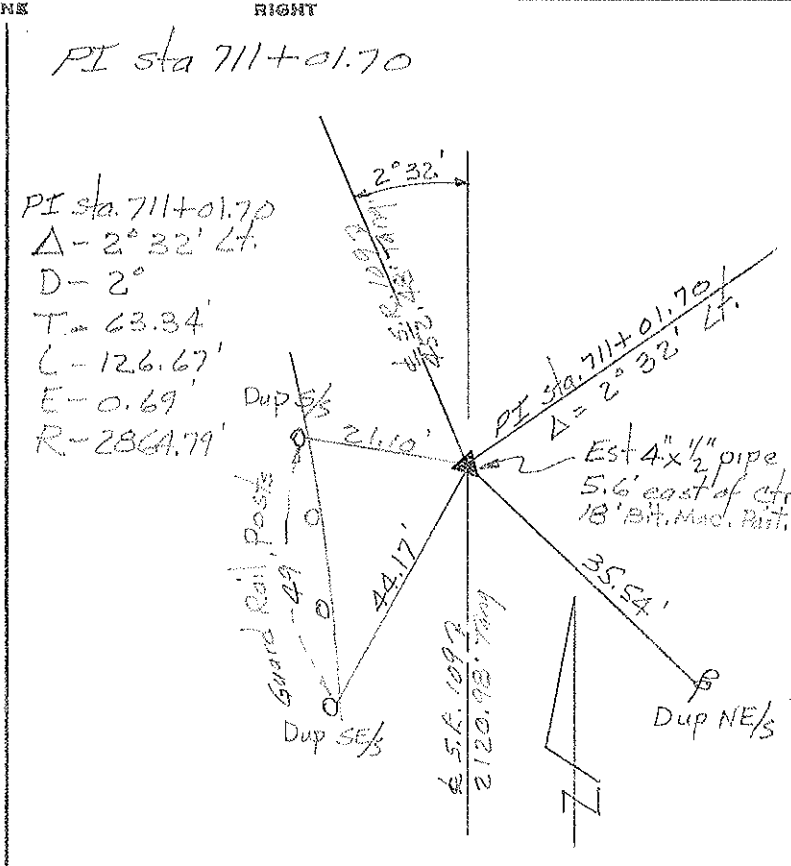 RIGHT
PI sta 711+01.70
2°32'
PI sta. 711+01.70
Δ- 2°32' Lt.
D- 2°
T- 63.34'
L- 126.67'
E- 0.69'
R- 2864.79'
℄ S.R. 1092
PI sta. 711+01.70
Δ= 2° 32' Lt.
Dup S/s
21.10'
Est 4"x½" pipe
5.6' east of
18' Bit. Mac.
Guard Rail Posts
49
44.17'
35.54'
℄ S.R. 1092
2120.98' Tang
Dup SE/s
Dup NE/s
Z